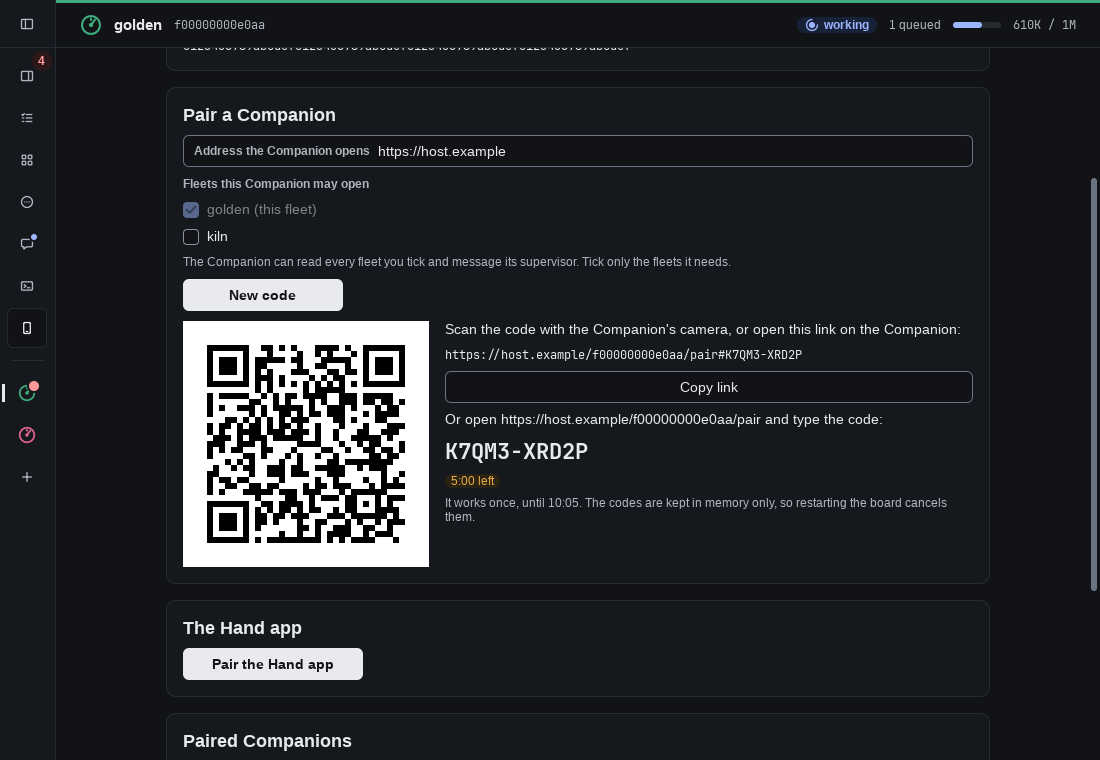 golden f00000000e0aa working 1 queued 610K / 1M
4
Pair a Companion
Address the Companion opens https://host.example
Fleets this Companion may open
golden (this fleet)
kiln
The Companion can read every fleet you tick and message its supervisor. Tick only the fleets it needs.
New code
Scan the code with the Companion's camera, or open this link on the Companion:
https://host.example/f00000000e0aa/pair#K7QM3-XRD2P
Copy link
Or open https://host.example/f00000000e0aa/pair and type the code:
K7QM3-XRD2P
5:00 left
It works once, until 10:05. The codes are kept in memory only, so restarting the board cancels
them.
The Hand app
Pair the Hand app
Paired Companions